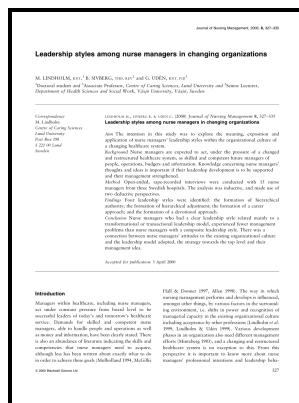 Journal of Nursing Management, 2000, 8, 327–335
Leadership styles among nurse managers in changing organizations
M. LINDHOLM, B. SIVBERG, and G. UDÉN,
Doctoral student and Associate Professor, Centre of Caring Sciences, Lund University and Senior Lecturer,
Department of Health Sciences and Social Work, Växjö University, Växjö, Sweden
Correspondence
M. Lindholm
Centre of Caring Sciences
Lund University
Post Box 198
S 221 00 Lund
Sweden
LINDHOLM M., SIVBERG B. & UDÉN G. (2000) Journal of Nursing Management 8, 327–335
Leadership styles among nurse managers in changing organizations
Aim The intention in this study was to explore the meaning, exposition and
application of nurse managers' leadership styles within the organization culture of
a changing healthcare system.
Background Nurse managers are expected to act, under the pressure of a changed
and restructured healthcare system, as skilled and competent future managers of
people, operations, budgets and information. Knowledge concerning nurse managers'
thoughts and ideas is important if their leadership development is to be supported
and their management strengthened.
Method Open-ended, tape-recorded interviews were conducted with 15 nurse
managers from three Swedish hospitals. The analysis was inductive, and made use of
two deductive perspectives.
Findings Four leadership styles were identified; the formation of hierarchical
authority; the formation of hierarchical adjustment; the formation of a career
approach; and the formation of a devotional approach.
Conclusion Nurse managers who had a clear leadership style related mainly to a
transformational or transactional leadership model, experienced fewer management
problems than nurse managers with a composite leadership style. There was a
connection between nurse managers' attitudes to the existing organizational culture
and the leadership model adopted, the strategy towards the top level and their
management idea.
Accepted for publication: 5 April 2000
Introduction
Managers within healthcare, including nurse managers,
act under constant pressure from board level to be
successful leaders of today's and tomorrow's healthcare
service. Demands for skilled and competent nurse
managers, able to handle people and operations as well
as money and information, have been clearly stated. There
is also an abundance of literature indicating the skills and
competencies that nurse managers need to acquire,
although less has been written about exactly what to do
in order to achieve these goals (Mulholland 1994, McGillis
Hall & Donner 1997, Allen 1998). The way in which
nursing management performs and develops is influenced,
amongst other things, by various factors in the surround-
ing environment, i.e. shifts in power and recognition of
managerial capacity in the existing organizational culture
including acceptance by other professions (Lindholm et al.
1999, Lindholm & Udén 1999). Various development
phases in an organization also need different management
efforts (Mintzberg 1983), and a changing and restructured
healthcare system is no exception to this. From this
perspective it is important to know more about nurse
managers' professional intentions and leadership beha-
© 2000 Blackwell Science Ltd
327